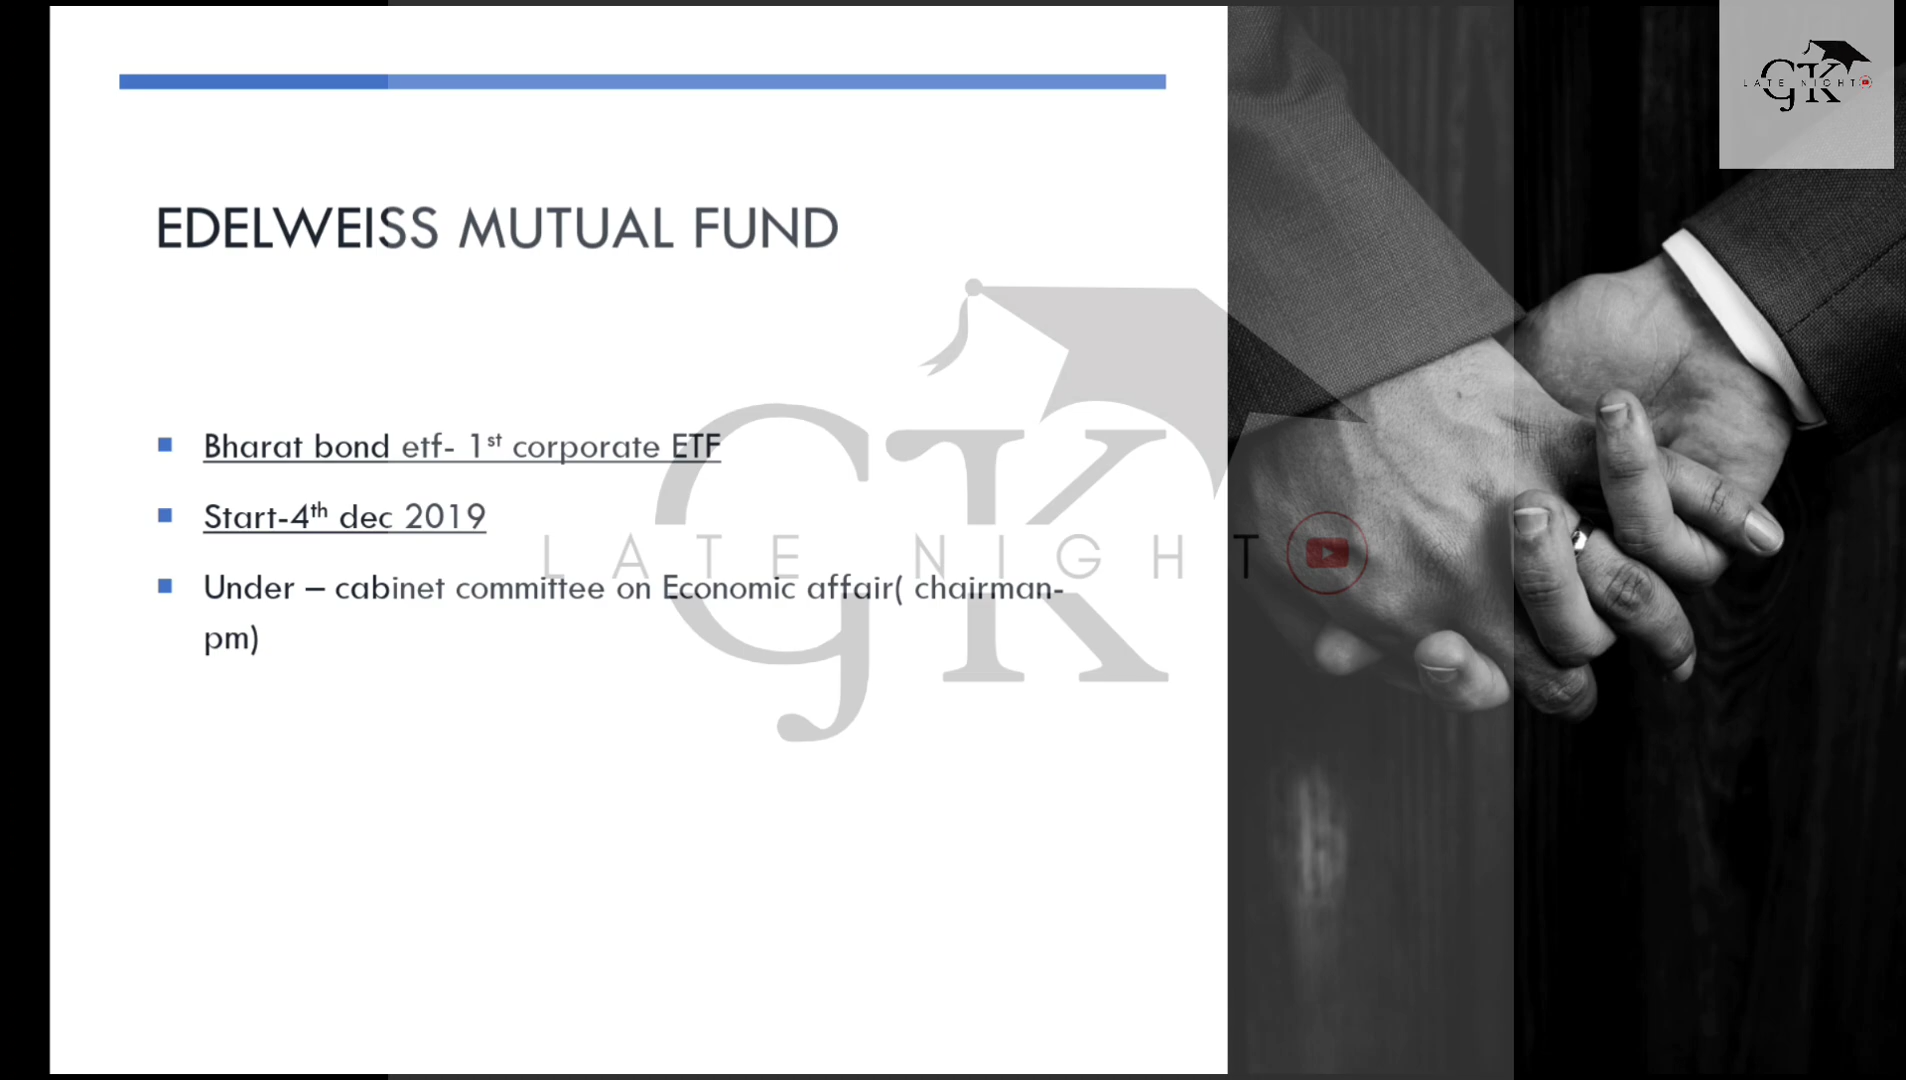 GK
LATE NIGHT
EDELWEISS MUTUAL FUND
Bharat bond etf- 1st corporate ETF
Start-4th dec 2019
Under – cabinet committee on Economic affair( chairman-
pm)
GK
LATE NIGHT